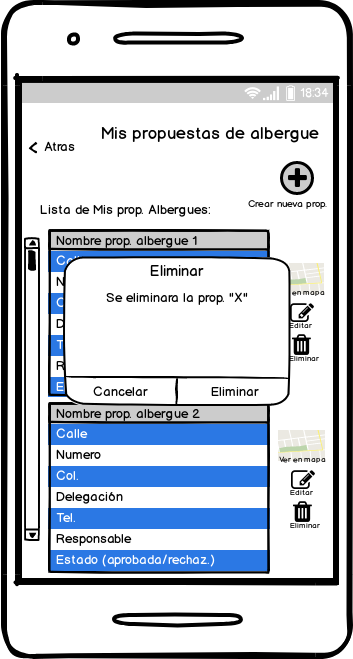 18:34
Mis propuestas de albergue
Atras
Crear nueva prop.
Lista de Mis prop. Albergues:
Nombre prop. albergue 1
Eliminar
Se eliminara la prop. "X"
en mapa
Editar
Eliminar
Cancelar
Eliminar
Nombre prop. albergue 2
Calle
Numero
Col.
Delegación
Tel.
Responsable
Estado (aprobada/rechaz.)
Ver en mapa
Editar
Eliminar